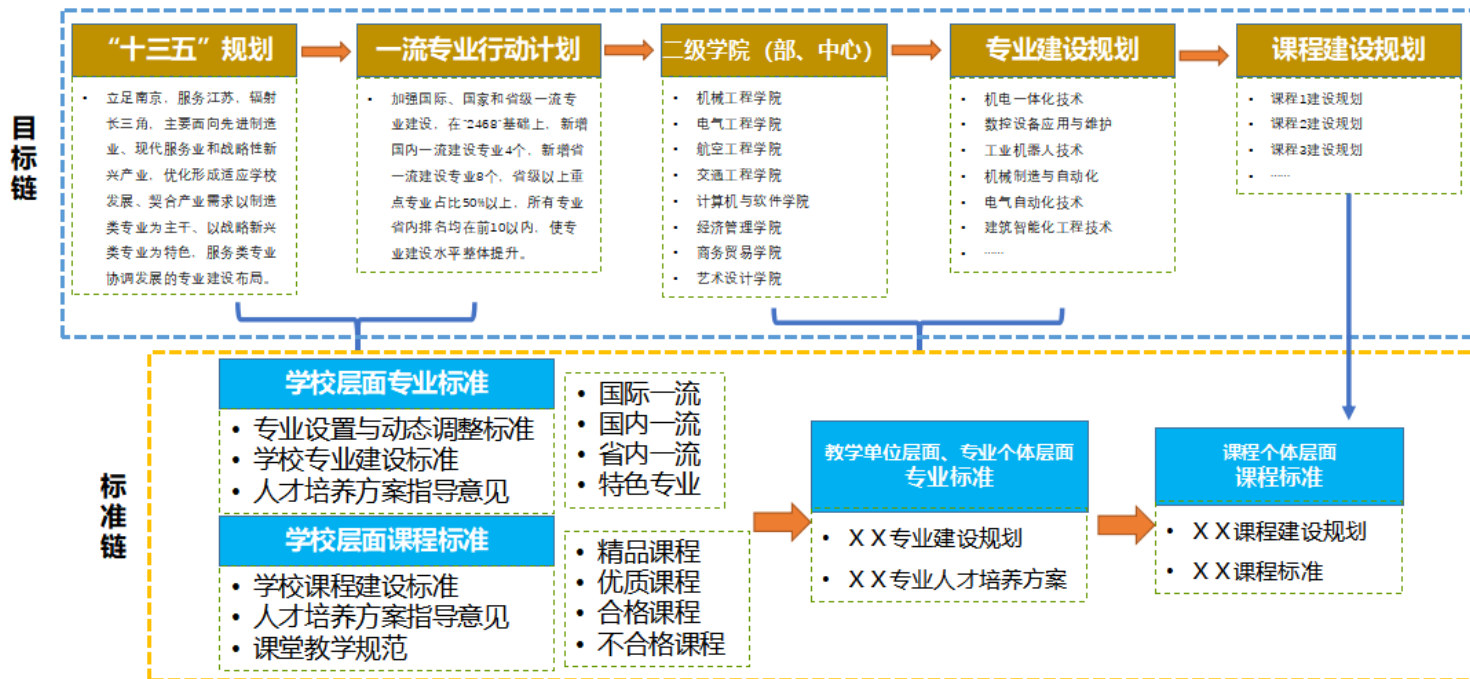 目标链
“十三五”规划
• 立足南京，服务江苏，辐射
长三角，主要面向先进制造
业、现代服务业和战略性新
兴产业，优化形成适应学校
发展、契合产业需求以制造
类专业为主干、以战略新兴
类专业为特色，服务类专业
协调发展的专业建设布局。
一流专业行动计划
• 加强国际、国家和省级一流专
业建设，在“2468”基础上，新增
国内一流建设专业4个，新增省
一流建设专业8个，省级以上重
点专业占比50%以上，所有专业
省内排名均在前10以内，使专
业建设水平整体提升。
二级学院（部、中心）
• 机械工程学院
• 电气工程学院
• 航空工程学院
• 交通工程学院
• 计算机与软件学院
• 经济管理学院
• 商务贸易学院
• 艺术设计学院
专业建设规划
• 机电一体化技术
• 数控设备应用与维护
• 工业机器人技术
• 机械制造与自动化
• 电气自动化技术
• 建筑智能化工程技术
• ……
课程建设规划
• 课程1建设规划
• 课程2建设规划
• 课程3建设规划
• ……
标准链
学校层面专业标准
• 专业设置与动态调整标准
• 学校专业建设标准
• 人才培养方案指导意见
• 国际一流
• 国内一流
• 省内一流
• 特色专业
学校层面课程标准
• 学校课程建设标准
• 人才培养方案指导意见
• 课堂教学规范
• 精品课程
• 优质课程
• 合格课程
• 不合格课程
教学单位层面、专业个体层面
专业标准
• ＸＸ专业建设规划
• ＸＸ专业人才培养方案
课程个体层面
课程标准
• ＸＸ课程建设规划
• ＸＸ课程标准